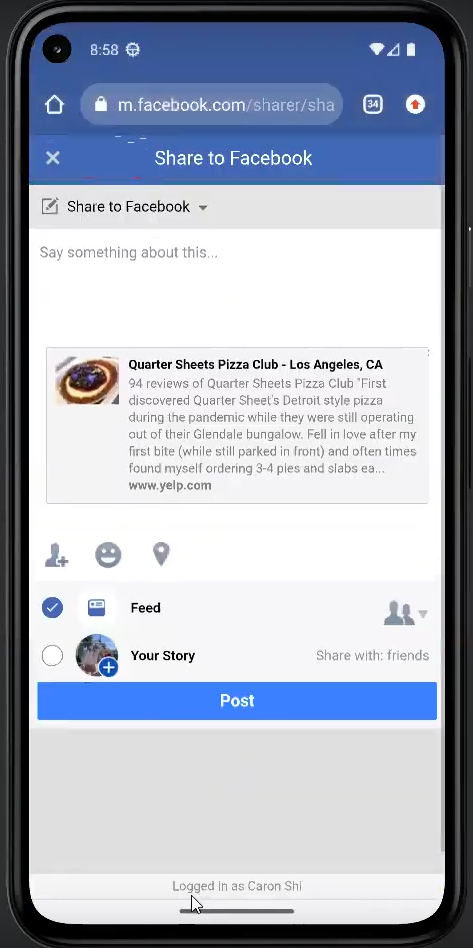 8:58
m.facebook.com/sharer/sha
34
Share to Facebook
Share to Facebook
Say something about this...
Quarter Sheets Pizza Club - Los Angeles, CA
94 reviews of Quarter Sheets Pizza Club "First
discovered Quarter Sheet's Detroit style pizza
during the pandemic while they were still operating
out of their Glendale bungalow. Fell in love after my
first bite (while still parked in front) and often times
found myself ordering 3-4 pies and slabs ea...
www.yelp.com
Feed
Your Story
Share with: friends
Post
Logged in as Caron Shi